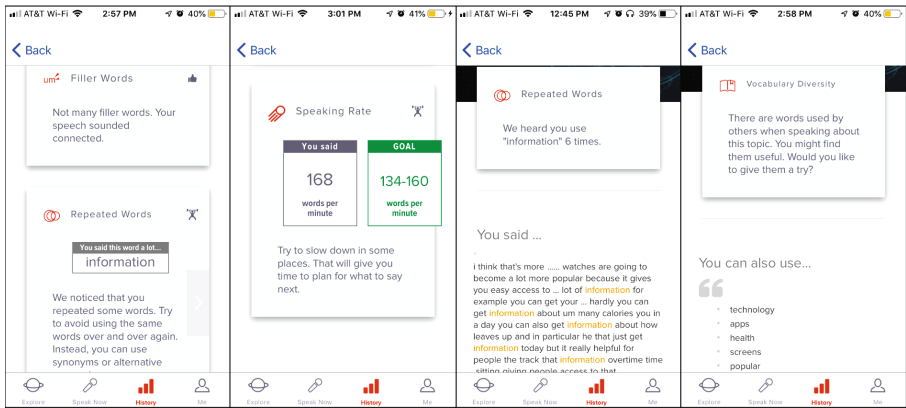 AT&T Wi-Fi 2:57 PM 40%
Back
um Filler Words
Not many filler words. Your
speech sounded
connected.
Repeated Words
You said this word a lot...
information
We noticed that you
repeated some words. Try
to avoid using the same
words over and over again.
Instead, you can use
synonyms or alternative
Explore Speak Now History Me
AT&T Wi-Fi 3:01 PM 41%
Back
Speaking Rate
You said
168
words per
minute
GOAL
134-160
words per
minute
Try to slow down in some
places. That will give you
time to plan for what to say
next.
Explore Speak Now History Me
AT&T Wi-Fi 12:45 PM 39%
Back
Repeated Words
We heard you use
"information" 6 times.
You said ...
i think that's more ...... watches are going to
become a lot more popular because it gives
you easy access to ... lot of information for
example you can get your ... hardly you can
get information about um many calories you in
a day you can also get information about how
leaves up and in particular he that just get
information today but it really helpful for
people the track that information overtime time
sitting giving people access to that
Explore Speak Now History Me
AT&T Wi-Fi 2:58 PM 40%
Back
Vocabulary Diversity
There are words used by
others when speaking about
this topic. You might find
them useful. Would you like
to give them a try?
You can also use...
technology
apps
health
screens
popular
Explore Speak Now History Me